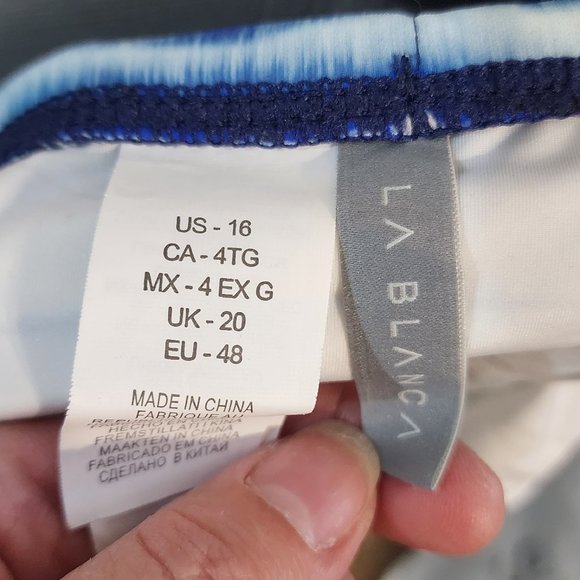 US - 16
CA - 4TG
MX - 4 EX G
UK - 20
EU - 48
MADE IN CHINA
FABRIQUE AU
HECHO EN CHINA
FREMSTILLT I KINA
MAAKTEN IN CHINA
FABRICADO EM CHINA
СДЕЛАНО В КИТАЙ
LA BLANCA